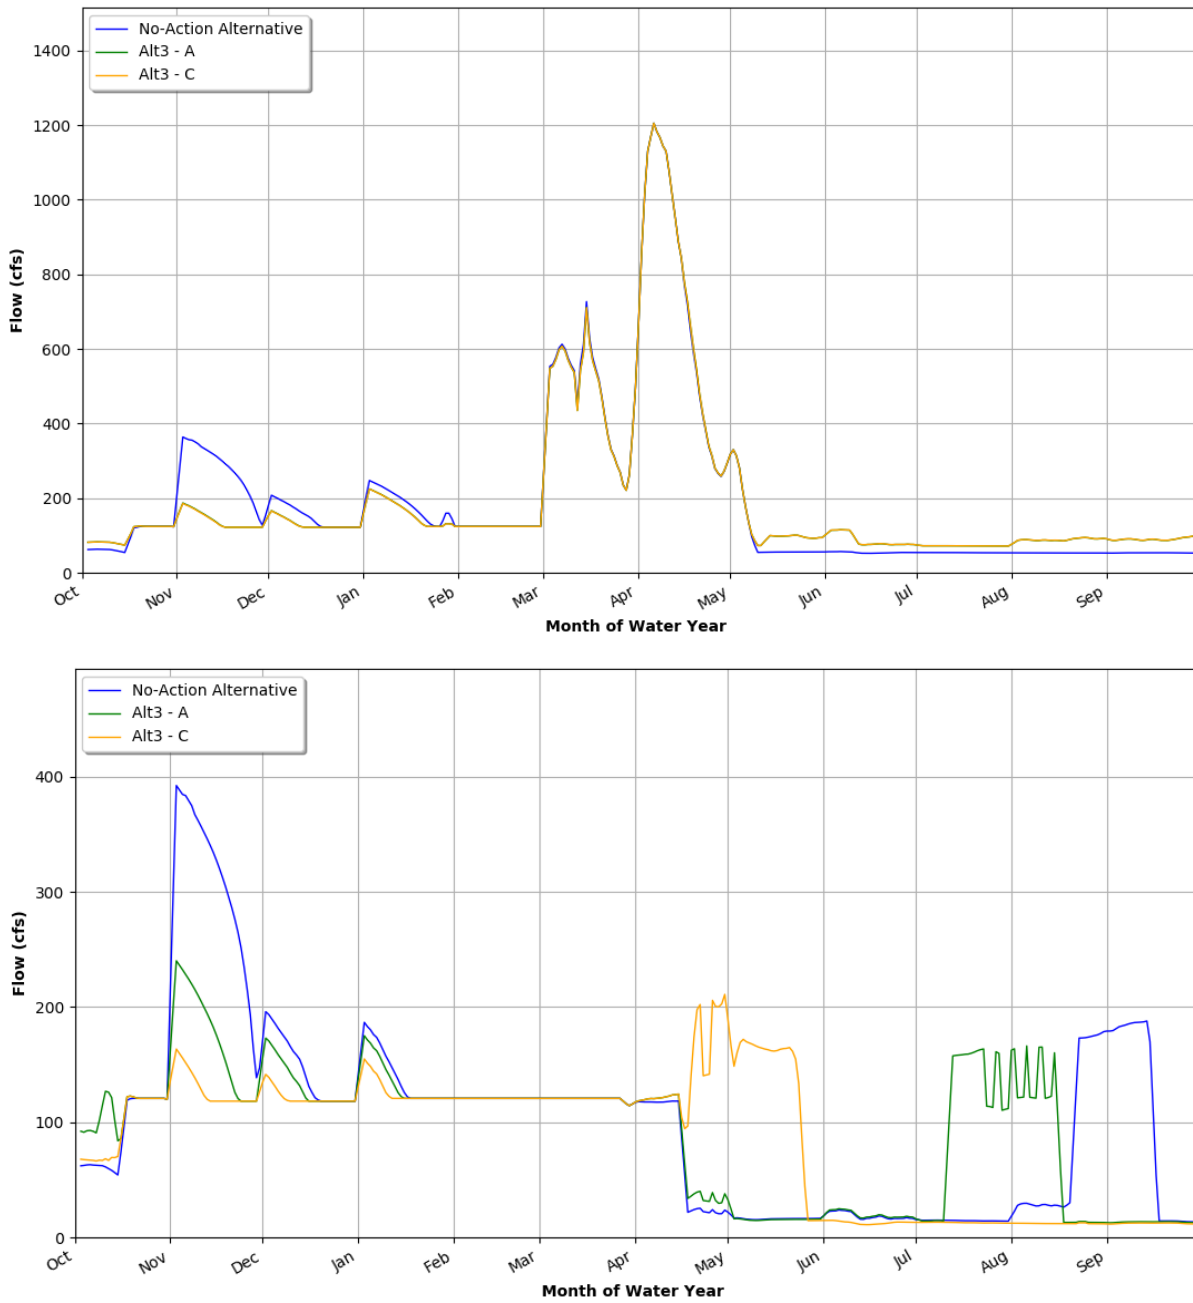 No-Action Alternative
Alt3 - A
Alt3 - C
1400
1200
1000
800
600
400
200
0
Flow (cfs)
Oct Nov Dec Jan Feb Mar Apr May Jun Jul Aug Sep
Month of Water Year
No-Action Alternative
Alt3 - A
Alt3 - C
400
300
200
100
0
Flow (cfs)
Oct Nov Dec Jan Feb Mar Apr May Jun Jul Aug Sep
Month of Water Year